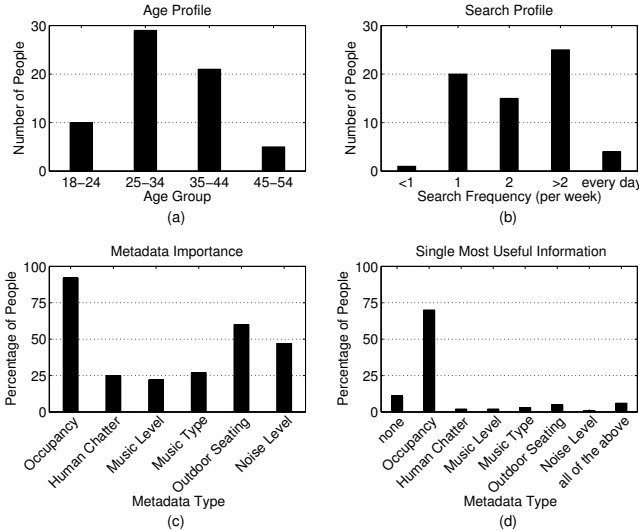 Age Profile
Number of People
30
20
10
0
18−24 25−34 35−44 45−54
Age Group
(a)
Search Profile
Number of People
30
20
10
0
<1 1 2 >2 every day
Search Frequency (per week)
(b)
Metadata Importance
Percentage of People
100
75
50
25
0
Occupancy
Human Chatter
Music Level
Music Type
Outdoor Seating
Noise Level
Metadata Type
(c)
Single Most Useful Information
Percentage of People
100
75
50
25
0
none
Occupancy
Human Chatter
Music Level
Music Type
Outdoor Seating
Noise Level
all of the above
Metadata Type
(d)